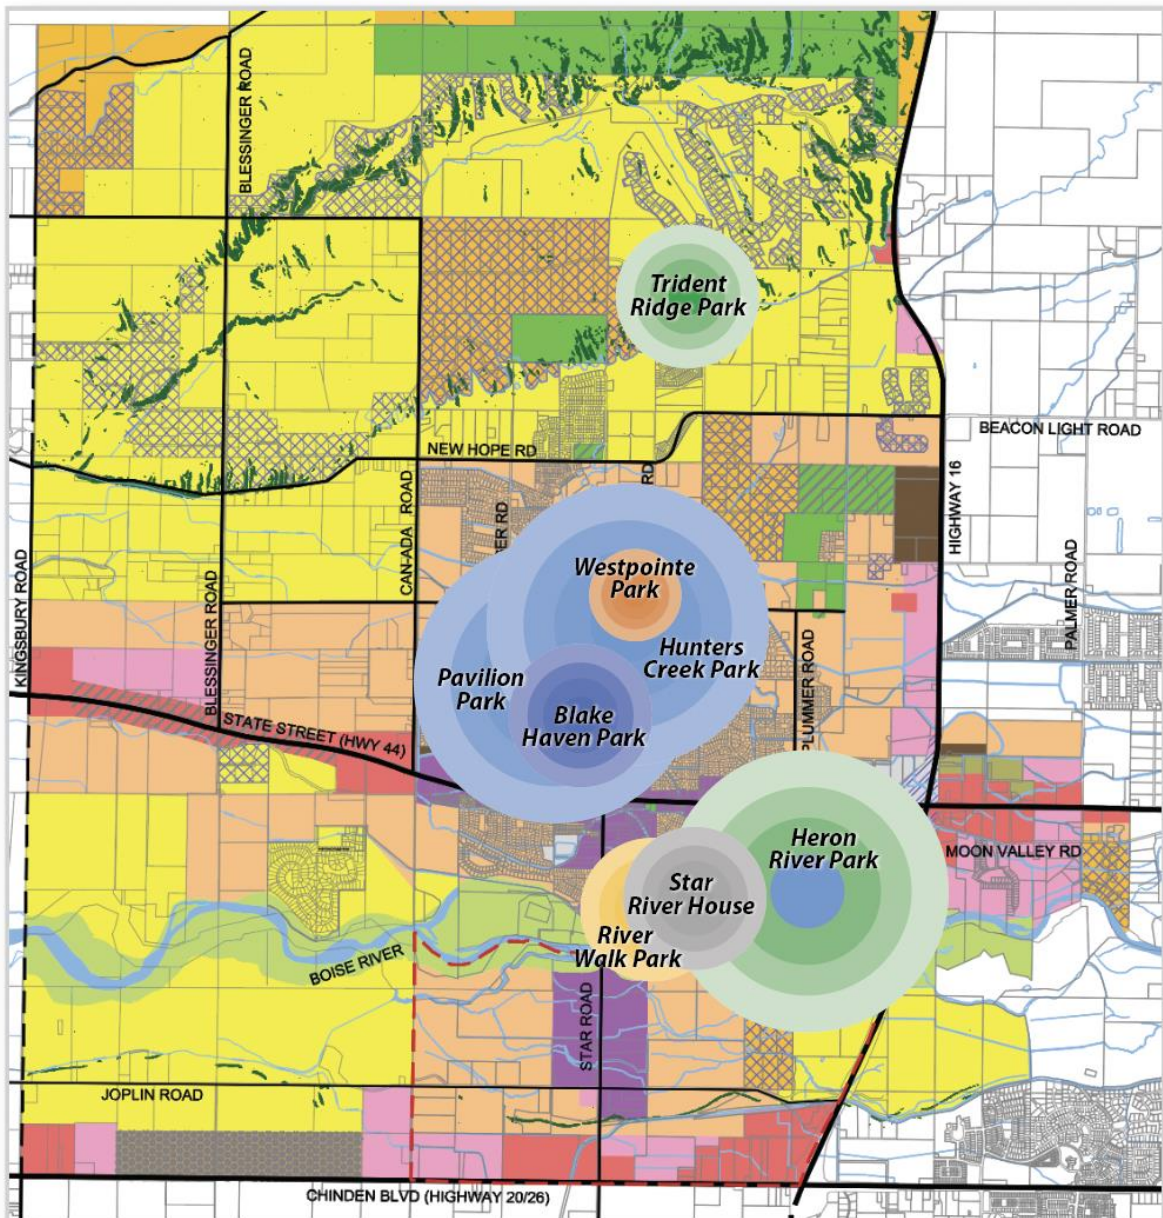 BLESSINGER ROAD
Trident
Ridge Park
BEACON LIGHT ROAD
NEW HOPE RD
CAN-ADA ROAD
RD
HIGHWAY 16
KINGSBURY ROAD
BLESSINGER ROAD
PALMER ROAD
Westpointe
Park
Hunters
Creek Park
Pavilion
Park
Blake
Haven Park
PLUMMER ROAD
STATE STREET (HWY 44)
Heron
River Park
MOON VALLEY RD
Star
River House
River
Walk Park
BOISE RIVER
STAR ROAD
JOPLIN ROAD
CHINDEN BLVD (HIGHWAY 20/26)